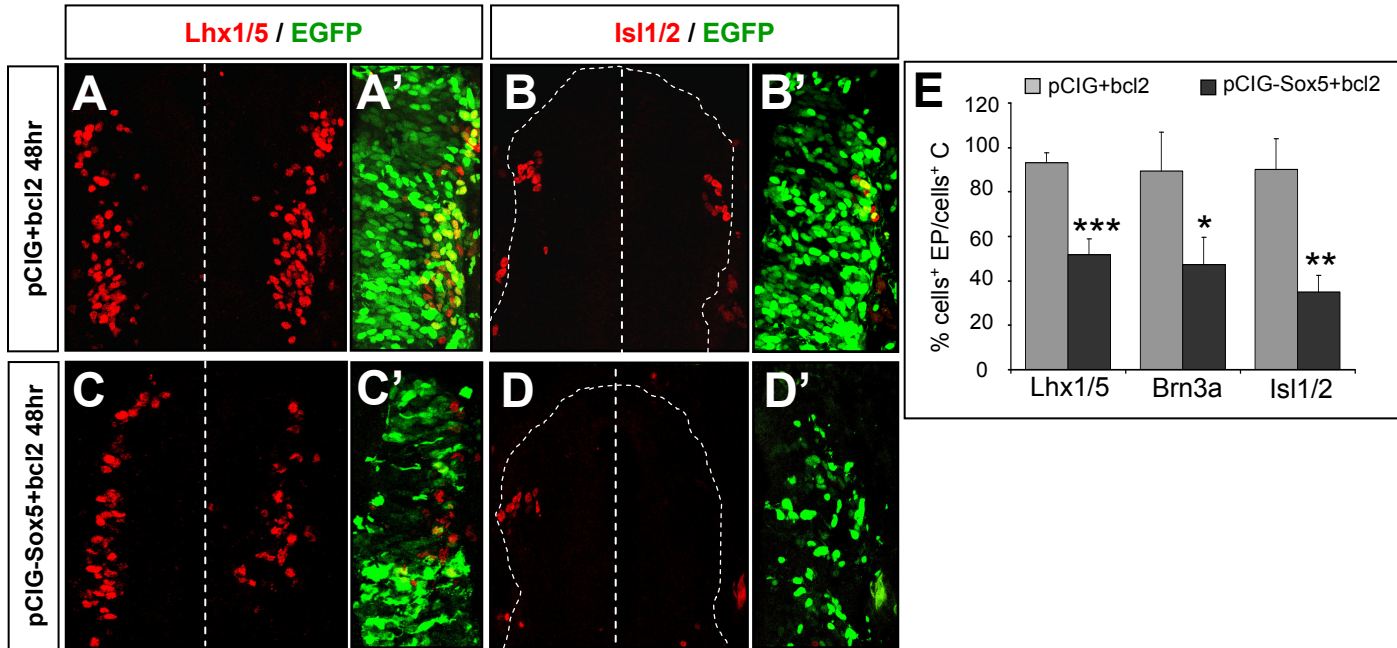 Lhx1/5 / EGFP
Isl1/2 / EGFP
pCIG+bcl2 48hr
A
A’
B
B’
pCIG-Sox5+bcl2 48hr
C
C’
D
D’
E
pCIG+bcl2
pCIG-Sox5+bcl2
% cells⁺ EP/cells⁺ C
120
100
80
60
40
20
0
***
*
**
Lhx1/5
Brn3a
Isl1/2